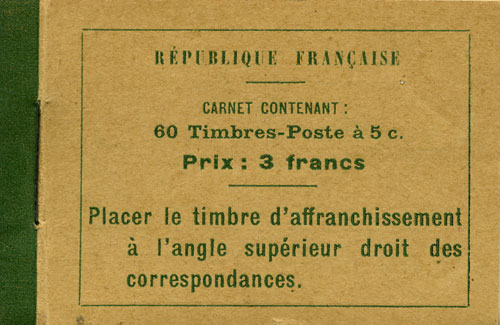 RÉPUBLIQUE FRANÇAISE
CARNET CONTENANT :
60 Timbres-Poste à 5 c.
Prix : 3 francs
Placer le timbre d'affranchissement
à l'angle supérieur droit des
correspondances.